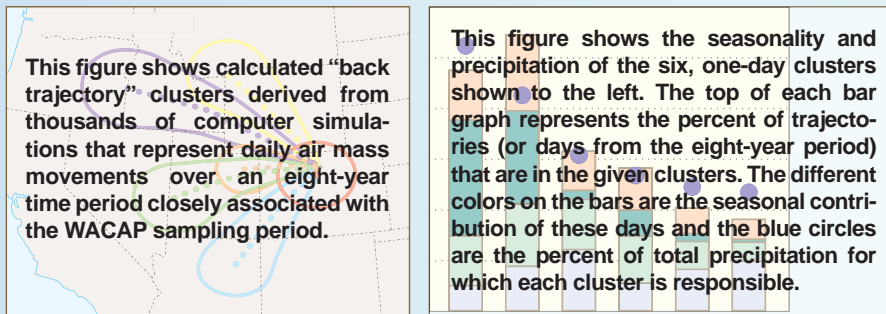 This figure shows calculated “back
trajectory” clusters derived from
thousands of computer simula-
tions that represent daily air mass
movements over an eight-year
time period closely associated with
the WACAP sampling period.
This figure shows the seasonality and
precipitation of the six, one-day clusters
shown to the left. The top of each bar
graph represents the percent of trajecto-
ries (or days from the eight-year period)
that are in the given clusters. The different
colors on the bars are the seasonal contri-
bution of these days and the blue circles
are the percent of total precipitation for
which each cluster is responsible.